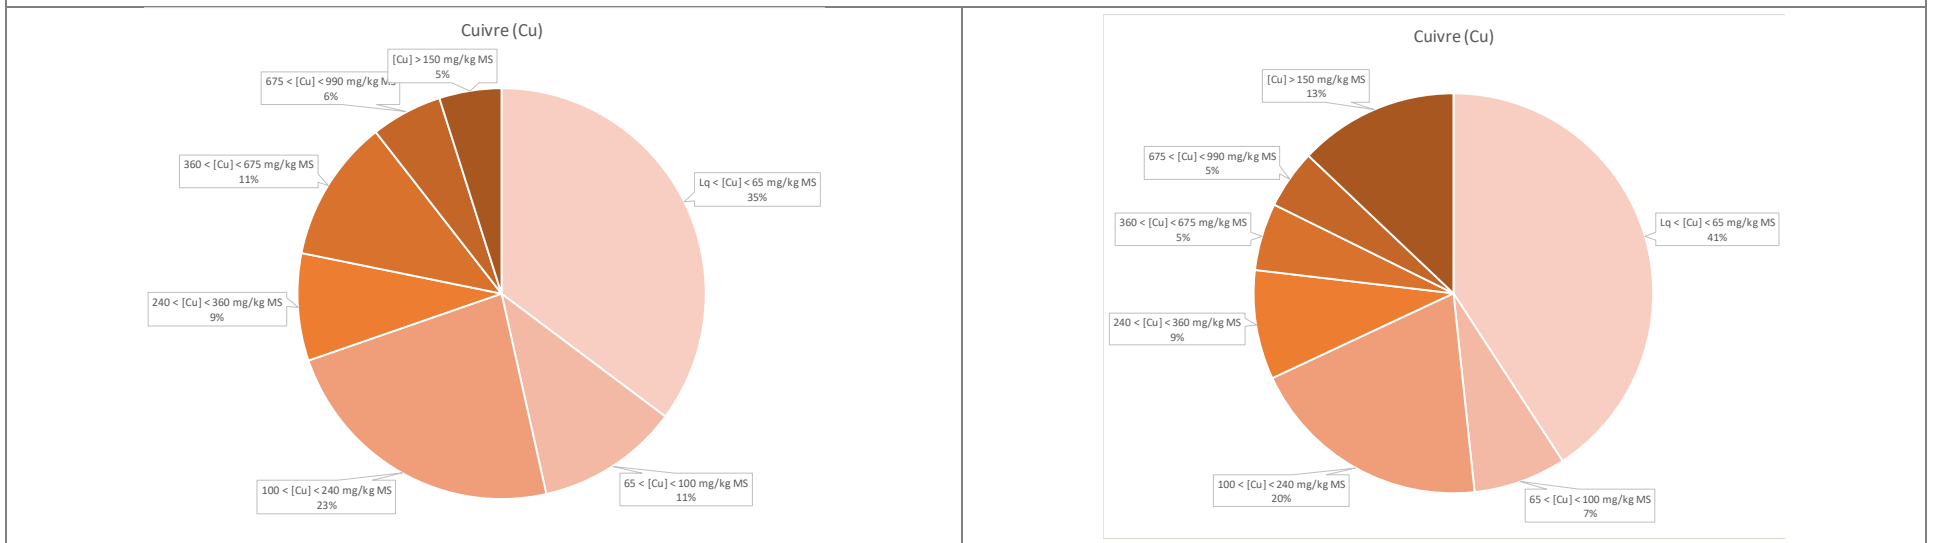 Cuivre (Cu)
[Cu] > 150 mg/kg MS
5%
675 < [Cu] < 990 mg/kg MS
6%
360 < [Cu] < 675 mg/kg MS
11%
Lq < [Cu] < 65 mg/kg MS
35%
240 < [Cu] < 360 mg/kg MS
9%
100 < [Cu] < 240 mg/kg MS
23%
65 < [Cu] < 100 mg/kg MS
11%
Cuivre (Cu)
[Cu] > 150 mg/kg MS
13%
675 < [Cu] < 990 mg/kg MS
5%
360 < [Cu] < 675 mg/kg MS
5%
Lq < [Cu] < 65 mg/kg MS
41%
240 < [Cu] < 360 mg/kg MS
9%
100 < [Cu] < 240 mg/kg MS
20%
65 < [Cu] < 100 mg/kg MS
7%